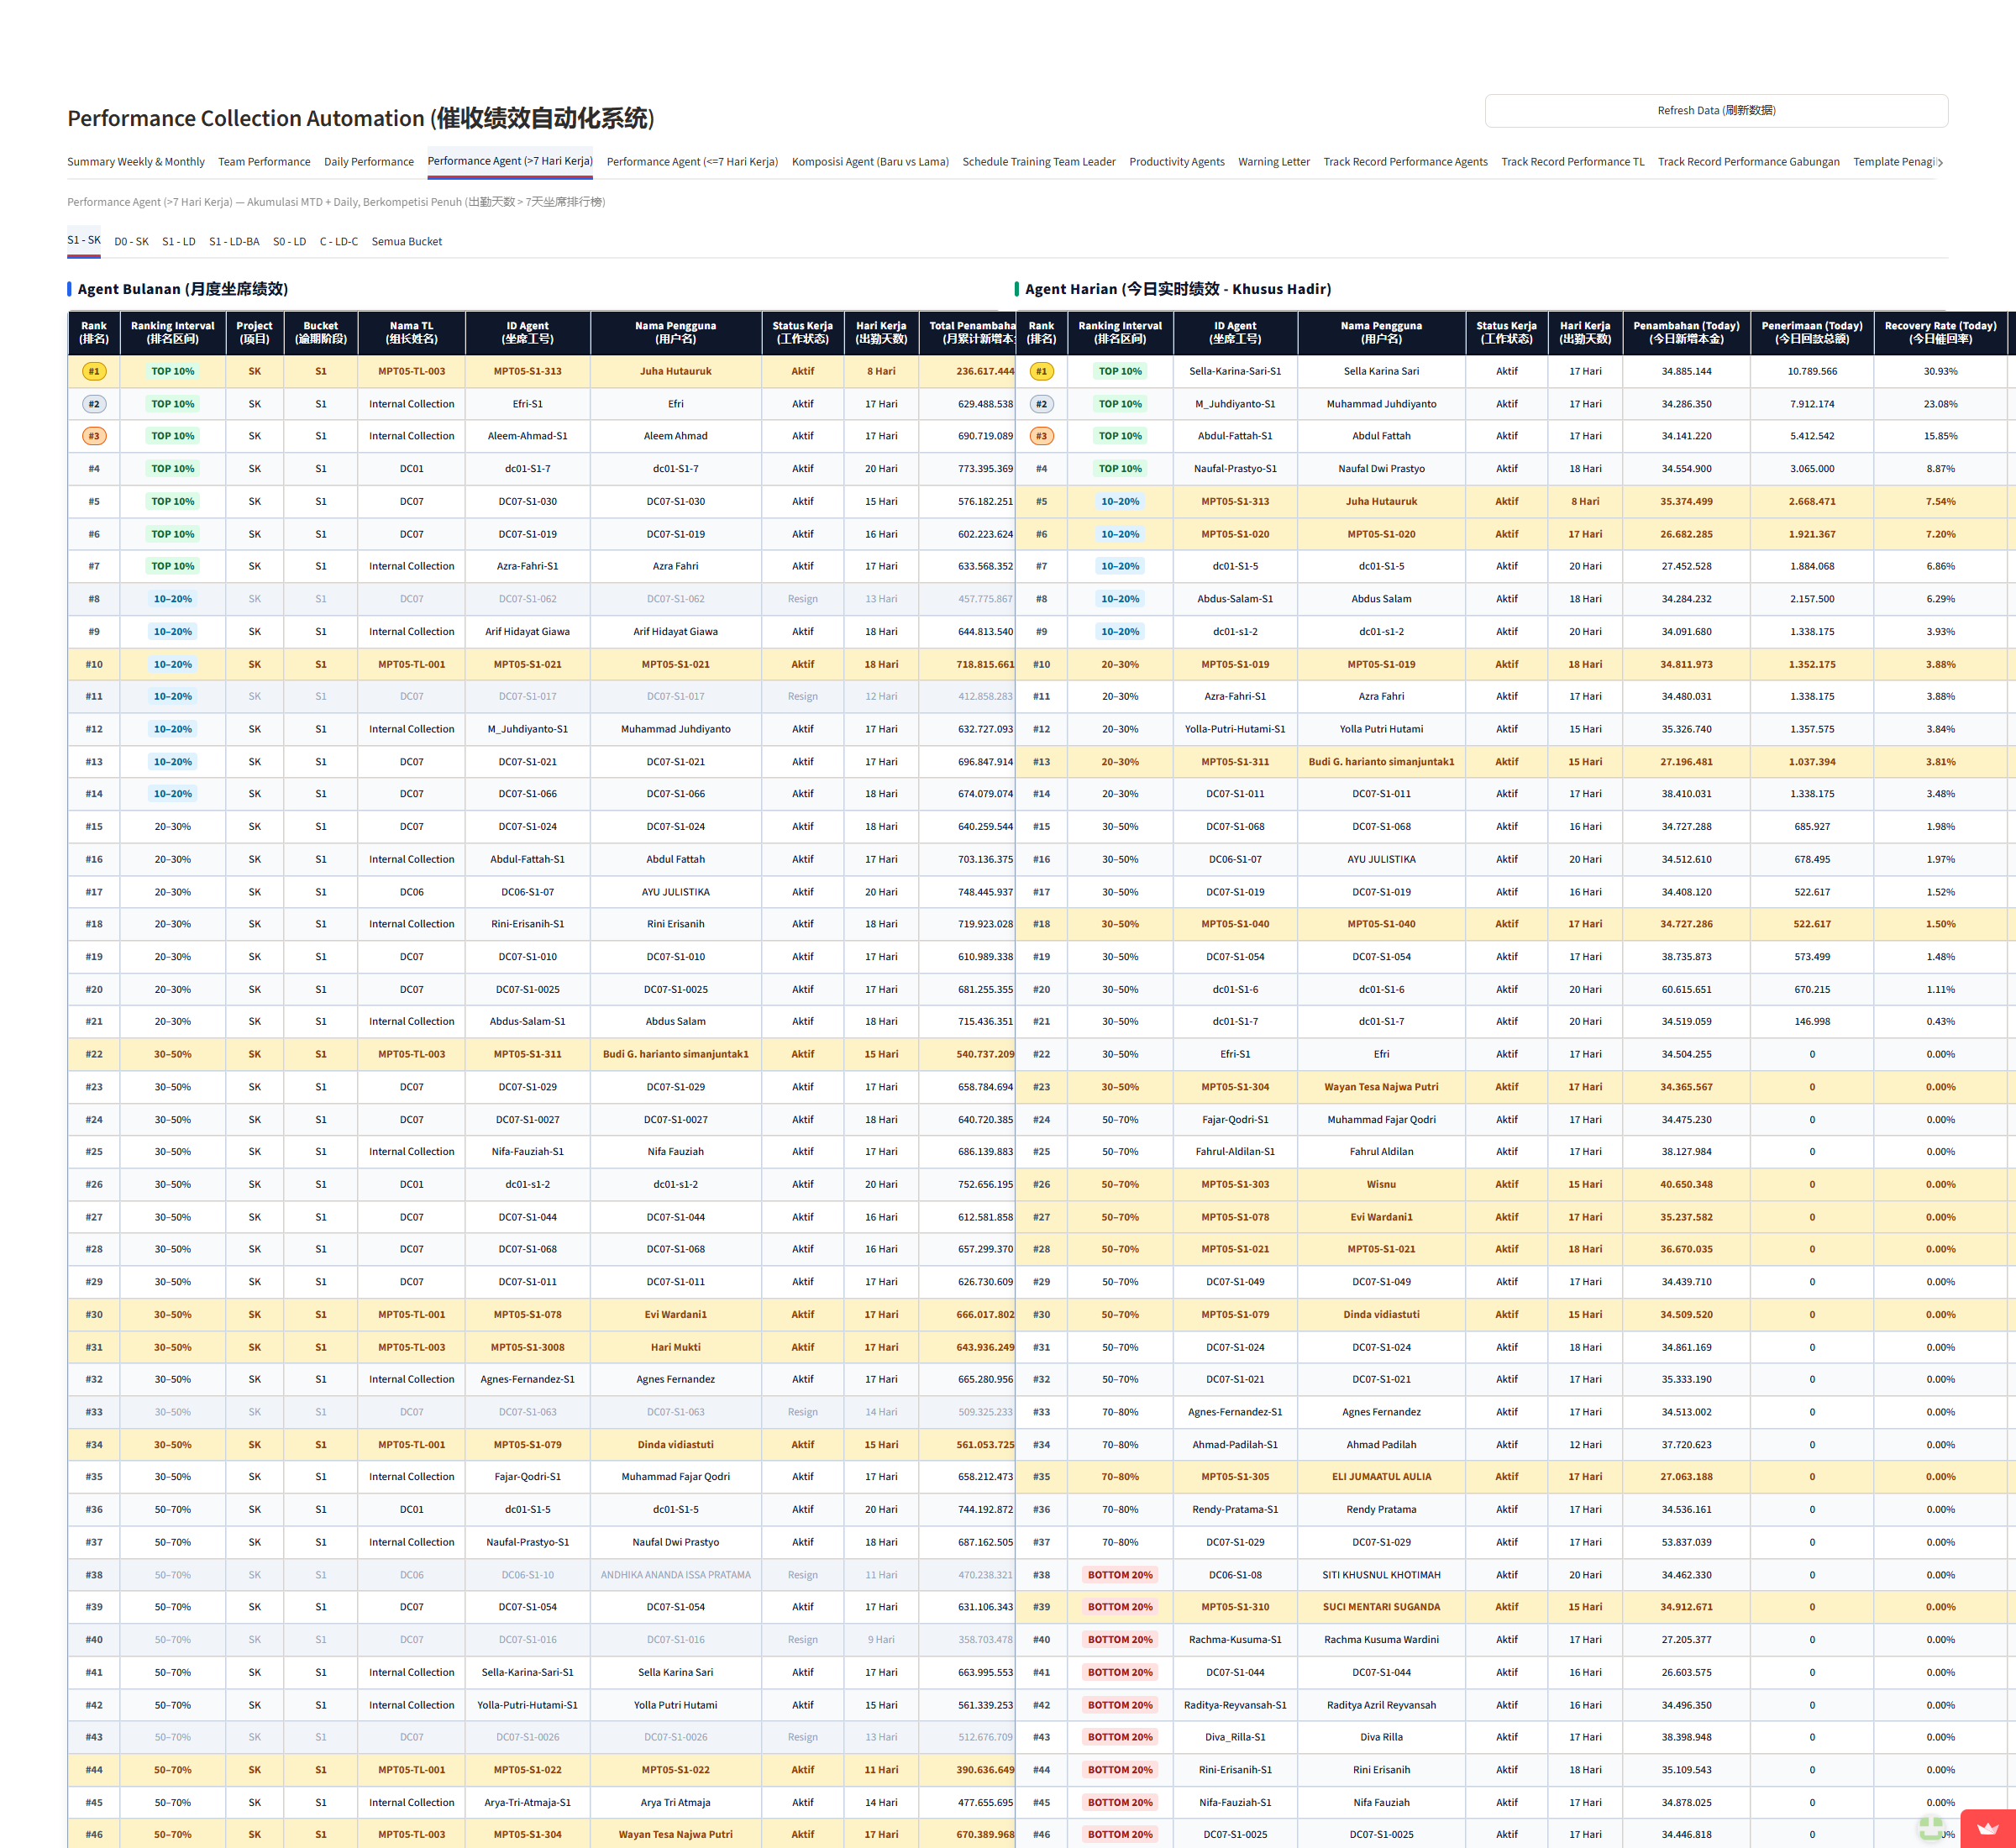 Performance Collection Automation (催收绩效自动化系统)
Refresh Data (刷新数据)
Summary Weekly & Monthly Team Performance Daily Performance Performance Agent (>7 Hari Kerja) Performance Agent (<=7 Hari Kerja) Komposisi Agent (Baru vs Lama) Schedule Training Team Leader Productivity Agents Warning Letter Track Record Performance Agents Track Record Performance TL Track Record Performance Gabungan Template Penagi
Performance Agent (>7 Hari Kerja) — Akumulasi MTD + Daily, Berkompetisi Penuh (出勤天数 > 7天坐席排行榜)
S1 - SK D0 - SK S1 - LD S1 - LD-BA S0 - LD C - LD-C Semua Bucket
Agent Bulanan (月度坐席绩效)
Rank Ranking Interval Project Bucket Nama TL ID Agent Nama Pengguna Status Kerja Hari Kerja Total Penambaha
(排名) (排名区间) (项目) (逾期阶段) (组长姓名) (坐席工号) (用户名) (工作状态) (出勤天数) (月累计新增本
#1 TOP 10% SK S1 MPT05-TL-003 MPT05-S1-313 Juha Hutauruk Aktif 8 Hari 236.617.444
#2 TOP 10% SK S1 Internal Collection Efri-S1 Efri Aktif 17 Hari 629.488.538
#3 TOP 10% SK S1 Internal Collection Aleem-Ahmad-S1 Aleem Ahmad Aktif 17 Hari 690.719.089
#4 TOP 10% SK S1 DC01 dc01-S1-7 dc01-S1-7 Aktif 20 Hari 773.395.369
#5 TOP 10% SK S1 DC07 DC07-S1-030 DC07-S1-030 Aktif 15 Hari 576.182.251
#6 TOP 10% SK S1 DC07 DC07-S1-019 DC07-S1-019 Aktif 16 Hari 602.223.624
#7 TOP 10% SK S1 Internal Collection Azra-Fahri-S1 Azra Fahri Aktif 17 Hari 633.568.352
#8 10–20% SK S1 DC07 DC07-S1-062 DC07-S1-062 Resign 13 Hari 457.775.867
#9 10–20% SK S1 Internal Collection Arif Hidayat Giawa Arif Hidayat Giawa Aktif 18 Hari 644.813.540
#10 10–20% SK S1 MPT05-TL-001 MPT05-S1-021 MPT05-S1-021 Aktif 18 Hari 718.815.661
#11 10–20% SK S1 DC07 DC07-S1-017 DC07-S1-017 Resign 12 Hari 412.858.283
#12 10–20% SK S1 Internal Collection M_Juhdiyanto-S1 Muhammad Juhdiyanto Aktif 17 Hari 632.727.093
#13 10–20% SK S1 DC07 DC07-S1-021 DC07-S1-021 Aktif 17 Hari 696.847.914
#14 10–20% SK S1 DC07 DC07-S1-066 DC07-S1-066 Aktif 18 Hari 674.079.074
#15 20–30% SK S1 DC07 DC07-S1-024 DC07-S1-024 Aktif 18 Hari 640.259.544
#16 20–30% SK S1 Internal Collection Abdul-Fattah-S1 Abdul Fattah Aktif 17 Hari 703.136.375
#17 20–30% SK S1 DC06 DC06-S1-07 AYU JULISTIKA Aktif 20 Hari 748.445.937
#18 20–30% SK S1 Internal Collection Rini-Erisanih-S1 Rini Erisanih Aktif 18 Hari 719.923.028
#19 20–30% SK S1 DC07 DC07-S1-010 DC07-S1-010 Aktif 17 Hari 610.989.338
#20 20–30% SK S1 DC07 DC07-S1-0025 DC07-S1-0025 Aktif 17 Hari 681.255.355
#21 20–30% SK S1 Internal Collection Abdus-Salam-S1 Abdus Salam Aktif 18 Hari 715.436.351
#22 30–50% SK S1 MPT05-TL-003 MPT05-S1-311 Budi G. harianto simanjuntak1 Aktif 15 Hari 540.737.209
#23 30–50% SK S1 DC07 DC07-S1-029 DC07-S1-029 Aktif 17 Hari 658.784.694
#24 30–50% SK S1 DC07 DC07-S1-0027 DC07-S1-0027 Aktif 18 Hari 640.720.385
#25 30–50% SK S1 Internal Collection Nifa-Fauziah-S1 Nifa Fauziah Aktif 17 Hari 686.139.883
#26 30–50% SK S1 DC01 dc01-s1-2 dc01-s1-2 Aktif 20 Hari 752.656.195
#27 30–50% SK S1 DC07 DC07-S1-044 DC07-S1-044 Aktif 16 Hari 612.581.858
#28 30–50% SK S1 DC07 DC07-S1-068 DC07-S1-068 Aktif 16 Hari 657.299.370
#29 30–50% SK S1 DC07 DC07-S1-011 DC07-S1-011 Aktif 17 Hari 626.730.609
#30 30–50% SK S1 MPT05-TL-001 MPT05-S1-078 Evi Wardani1 Aktif 17 Hari 666.017.802
#31 30–50% SK S1 MPT05-TL-003 MPT05-S1-3008 Hari Mukti Aktif 17 Hari 643.936.249
#32 30–50% SK S1 Internal Collection Agnes-Fernandez-S1 Agnes Fernandez Aktif 17 Hari 665.280.956
#33 30–50% SK S1 DC07 DC07-S1-063 DC07-S1-063 Resign 14 Hari 509.325.233
#34 30–50% SK S1 MPT05-TL-001 MPT05-S1-079 Dinda vidiastuti Aktif 15 Hari 561.053.725
#35 30–50% SK S1 Internal Collection Fajar-Qodri-S1 Muhammad Fajar Qodri Aktif 17 Hari 658.212.473
#36 50–70% SK S1 DC01 dc01-S1-5 dc01-S1-5 Aktif 20 Hari 744.192.872
#37 50–70% SK S1 Internal Collection Naufal-Prastyo-S1 Naufal Dwi Prastyo Aktif 18 Hari 687.162.505
#38 50–70% SK S1 DC06 DC06-S1-10 ANDHIKA ANANDA ISSA PRATAMA Resign 11 Hari 470.238.321
#39 50–70% SK S1 DC07 DC07-S1-054 DC07-S1-054 Aktif 17 Hari 631.106.343
#40 50–70% SK S1 DC07 DC07-S1-016 DC07-S1-016 Resign 9 Hari 358.703.478
#41 50–70% SK S1 Internal Collection Sella-Karina-Sari-S1 Sella Karina Sari Aktif 17 Hari 663.995.553
#42 50–70% SK S1 Internal Collection Yolla-Putri-Hutami-S1 Yolla Putri Hutami Aktif 15 Hari 561.339.253
#43 50–70% SK S1 DC07 DC07-S1-0026 DC07-S1-0026 Resign 13 Hari 512.676.709
#44 50–70% SK S1 MPT05-TL-001 MPT05-S1-022 MPT05-S1-022 Aktif 11 Hari 390.636.649
#45 50–70% SK S1 Internal Collection Arya-Tri-Atmaja-S1 Arya Tri Atmaja Aktif 14 Hari 477.655.695
#46 50–70% SK S1 MPT05-TL-003 MPT05-S1-304 Wayan Tesa Najwa Putri Aktif 17 Hari 670.389.968
Agent Harian (今日实时绩效 - Khusus Hadir)
Rank Ranking Interval ID Agent Nama Pengguna Status Kerja Hari Kerja Penambahan (Today) Penerimaan (Today) Recovery Rate (Today)
(排名) (排名区间) (坐席工号) (用户名) (工作状态) (出勤天数) (今日新增本金) (今日回款总额) (今日催回率)
#1 TOP 10% Sella-Karina-Sari-S1 Sella Karina Sari Aktif 17 Hari 34.885.144 10.789.566 30.93%
#2 TOP 10% M_Juhdiyanto-S1 Muhammad Juhdiyanto Aktif 17 Hari 34.286.350 7.912.174 23.08%
#3 TOP 10% Abdul-Fattah-S1 Abdul Fattah Aktif 17 Hari 34.141.220 5.412.542 15.85%
#4 TOP 10% Naufal-Prastyo-S1 Naufal Dwi Prastyo Aktif 18 Hari 34.554.900 3.065.000 8.87%
#5 10–20% MPT05-S1-313 Juha Hutauruk Aktif 8 Hari 35.374.499 2.668.471 7.54%
#6 10–20% MPT05-S1-020 MPT05-S1-020 Aktif 17 Hari 26.682.285 1.921.367 7.20%
#7 10–20% dc01-S1-5 dc01-S1-5 Aktif 20 Hari 27.452.528 1.884.068 6.86%
#8 10–20% Abdus-Salam-S1 Abdus Salam Aktif 18 Hari 34.284.232 2.157.500 6.29%
#9 10–20% dc01-s1-2 dc01-s1-2 Aktif 20 Hari 34.091.680 1.338.175 3.93%
#10 20–30% MPT05-S1-019 MPT05-S1-019 Aktif 18 Hari 34.811.973 1.352.175 3.88%
#11 20–30% Azra-Fahri-S1 Azra Fahri Aktif 17 Hari 34.480.031 1.338.175 3.88%
#12 20–30% Yolla-Putri-Hutami-S1 Yolla Putri Hutami Aktif 15 Hari 35.326.740 1.357.575 3.84%
#13 20–30% MPT05-S1-311 Budi G. harianto simanjuntak1 Aktif 15 Hari 27.196.481 1.037.394 3.81%
#14 20–30% DC07-S1-011 DC07-S1-011 Aktif 17 Hari 38.410.031 1.338.175 3.48%
#15 30–50% DC07-S1-068 DC07-S1-068 Aktif 16 Hari 34.727.288 685.927 1.98%
#16 30–50% DC06-S1-07 AYU JULISTIKA Aktif 20 Hari 34.512.610 678.495 1.97%
#17 30–50% DC07-S1-019 DC07-S1-019 Aktif 16 Hari 34.408.120 522.617 1.52%
#18 30–50% MPT05-S1-040 MPT05-S1-040 Aktif 17 Hari 34.727.286 522.617 1.50%
#19 30–50% DC07-S1-054 DC07-S1-054 Aktif 17 Hari 38.735.873 573.499 1.48%
#20 30–50% dc01-S1-6 dc01-S1-6 Aktif 20 Hari 60.615.651 670.215 1.11%
#21 30–50% dc01-S1-7 dc01-S1-7 Aktif 20 Hari 34.519.059 146.998 0.43%
#22 30–50% Efri-S1 Efri Aktif 17 Hari 34.504.255 0 0.00%
#23 30–50% MPT05-S1-304 Wayan Tesa Najwa Putri Aktif 17 Hari 34.365.567 0 0.00%
#24 50–70% Fajar-Qodri-S1 Muhammad Fajar Qodri Aktif 17 Hari 34.475.230 0 0.00%
#25 50–70% Fahrul-Aldilan-S1 Fahrul Aldilan Aktif 17 Hari 38.127.984 0 0.00%
#26 50–70% MPT05-S1-303 Wisnu Aktif 15 Hari 40.650.348 0 0.00%
#27 50–70% MPT05-S1-078 Evi Wardani1 Aktif 17 Hari 35.237.582 0 0.00%
#28 50–70% MPT05-S1-021 MPT05-S1-021 Aktif 18 Hari 36.670.035 0 0.00%
#29 50–70% DC07-S1-049 DC07-S1-049 Aktif 17 Hari 34.439.710 0 0.00%
#30 50–70% MPT05-S1-079 Dinda vidiastuti Aktif 15 Hari 34.509.520 0 0.00%
#31 50–70% DC07-S1-024 DC07-S1-024 Aktif 18 Hari 34.861.169 0 0.00%
#32 50–70% DC07-S1-021 DC07-S1-021 Aktif 17 Hari 35.333.190 0 0.00%
#33 70–80% Agnes-Fernandez-S1 Agnes Fernandez Aktif 17 Hari 34.513.002 0 0.00%
#34 70–80% Ahmad-Padilah-S1 Ahmad Padilah Aktif 12 Hari 37.720.623 0 0.00%
#35 70–80% MPT05-S1-305 ELI JUMAATUL AULIA Aktif 17 Hari 27.063.188 0 0.00%
#36 70–80% Rendy-Pratama-S1 Rendy Pratama Aktif 17 Hari 34.536.161 0 0.00%
#37 70–80% DC07-S1-029 DC07-S1-029 Aktif 17 Hari 53.837.039 0 0.00%
#38 BOTTOM 20% DC06-S1-08 SITI KHUSNUL KHOTIMAH Aktif 20 Hari 34.462.330 0 0.00%
#39 BOTTOM 20% MPT05-S1-310 SUCI MENTARI SUGANDA Aktif 15 Hari 34.912.671 0 0.00%
#40 BOTTOM 20% Rachma-Kusuma-S1 Rachma Kusuma Wardini Aktif 17 Hari 27.205.377 0 0.00%
#41 BOTTOM 20% DC07-S1-044 DC07-S1-044 Aktif 16 Hari 26.603.575 0 0.00%
#42 BOTTOM 20% Raditya-Reyvansah-S1 Raditya Azril Reyvansah Aktif 16 Hari 34.496.350 0 0.00%
#43 BOTTOM 20% Diva_Rilla-S1 Diva Rilla Aktif 17 Hari 38.398.948 0 0.00%
#44 BOTTOM 20% Rini-Erisanih-S1 Rini Erisanih Aktif 18 Hari 35.109.543 0 0.00%
#45 BOTTOM 20% Nifa-Fauziah-S1 Nifa Fauziah Aktif 17 Hari 34.878.025 0 0.00%
#46 BOTTOM 20% DC07-S1-0025 DC07-S1-0025 Aktif 17 Hari 34.446.818 0